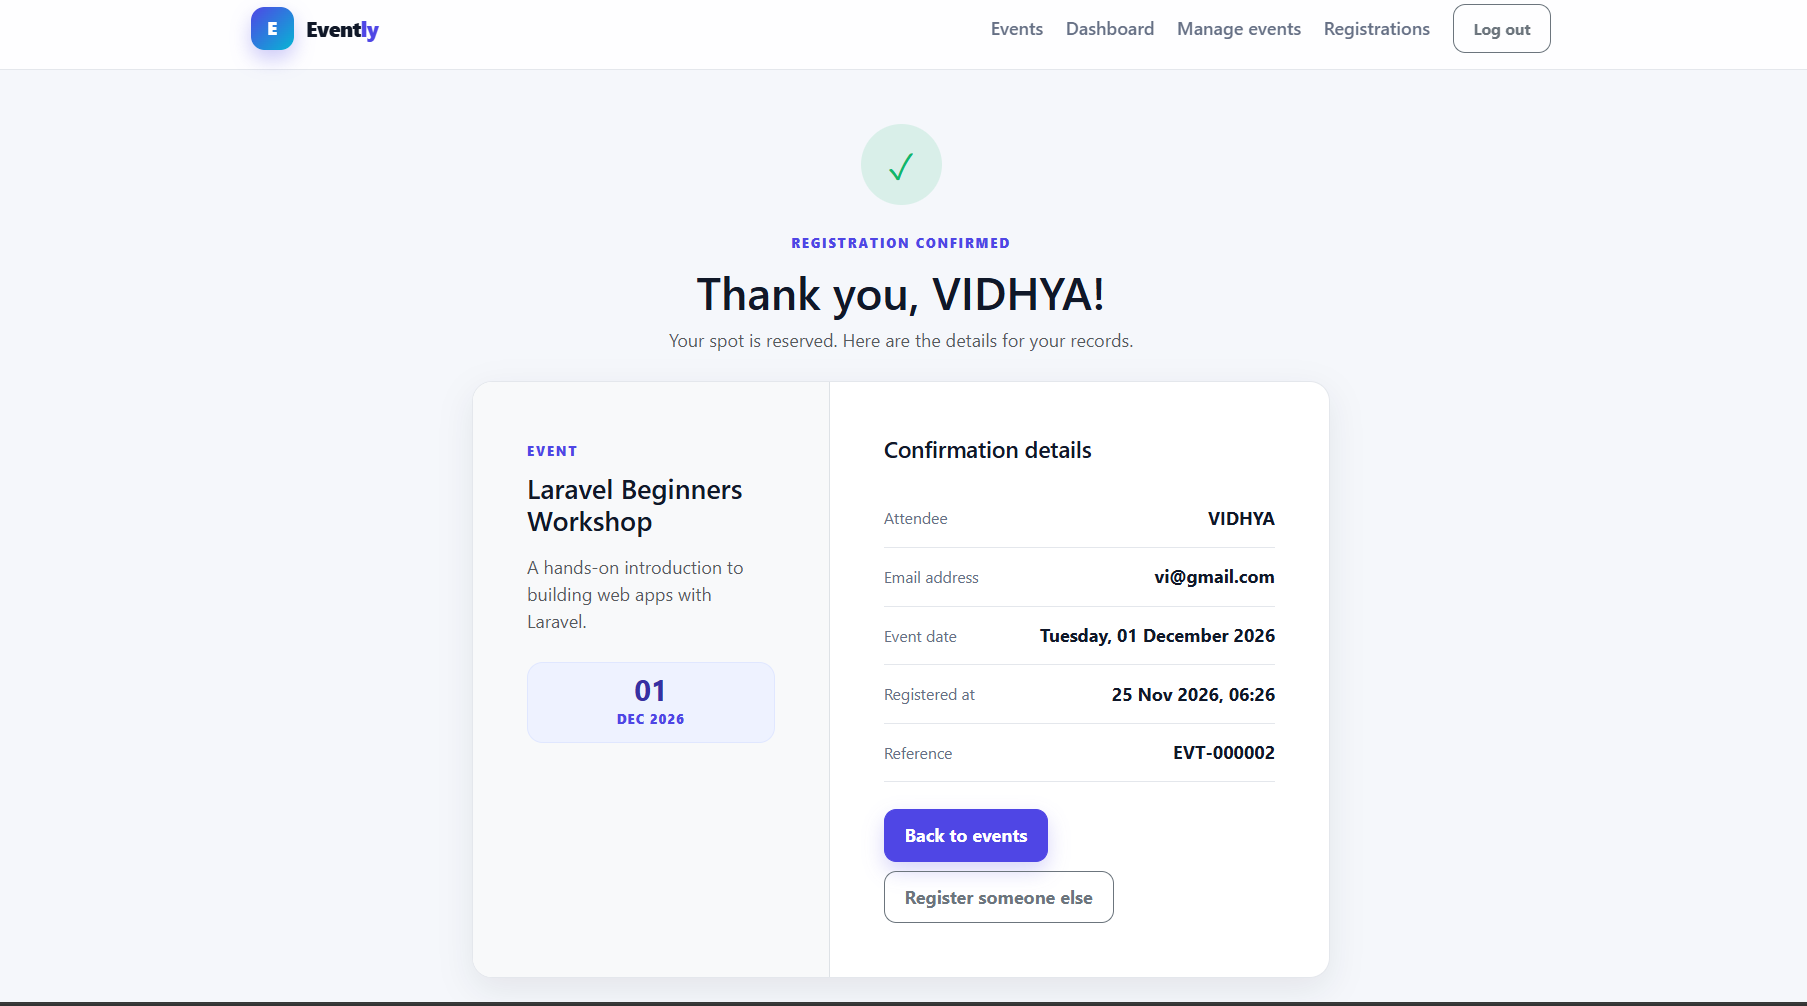 E Evently Events Dashboard Manage events Registrations Log out
REGISTRATION CONFIRMED
Thank you, VIDHYA!
Your spot is reserved. Here are the details for your records.
EVENT
Laravel Beginners
Workshop
A hands-on introduction to
building web apps with
Laravel.
01
DEC 2026
Confirmation details
Attendee VIDHYA
Email address vi@gmail.com
Event date Tuesday, 01 December 2026
Registered at 25 Nov 2026, 06:26
Reference EVT-000002
Back to events
Register someone else